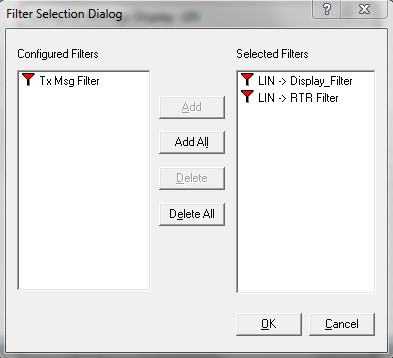 Filter Selection Dialog
Configured Filters
Selected Filters
Tx Msg Filter
LIN -> Display_Filter
LIN -> RTR Filter
Add
Add All
Delete
Delete All
OK
Cancel